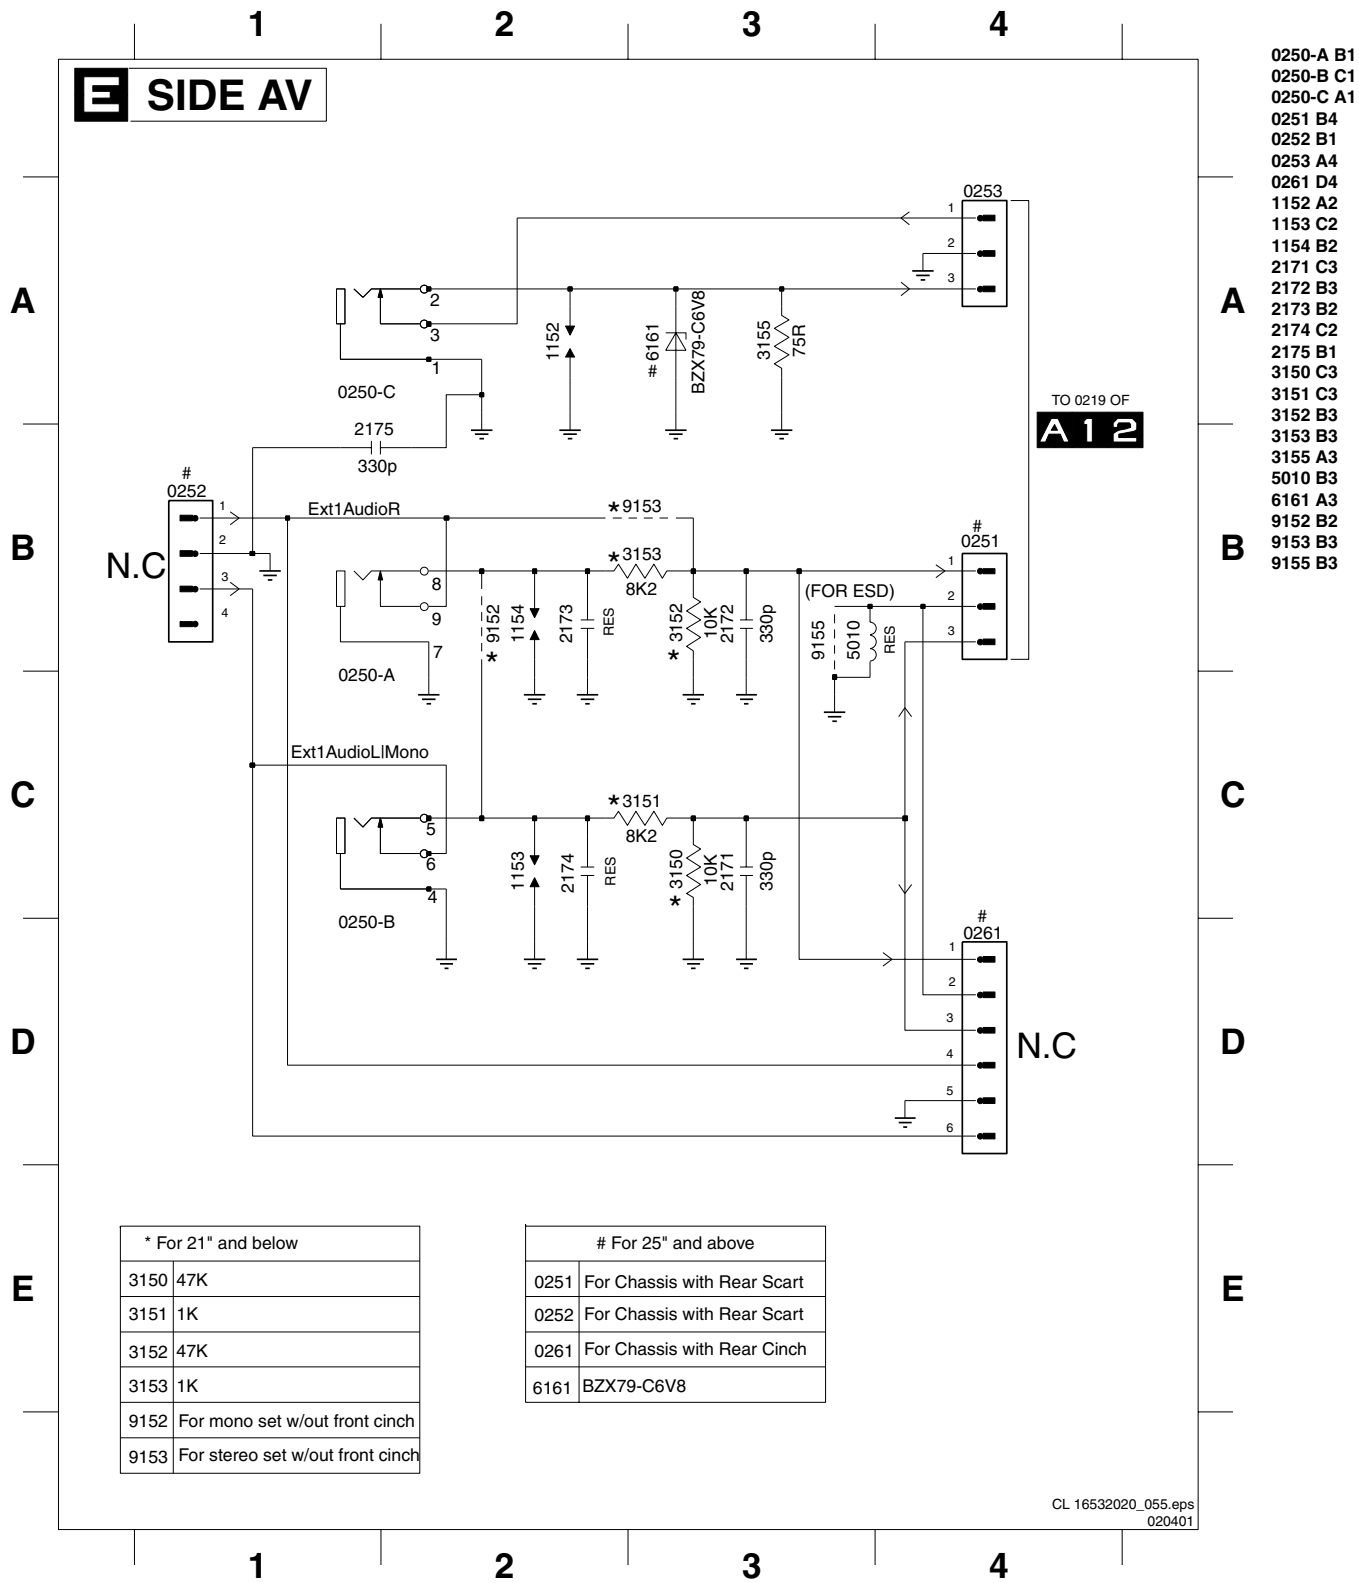 1 2 3 4
E SIDE AV
0250-A B1
0250-B C1
0250-C A1
0251 B4
0252 B1
0253 A4
0261 D4
1152 A2
1153 C2
1154 B2
2171 C3
2172 B3
2173 B2
2174 C2
2175 B1
3150 C3
3151 C3
3152 B3
3153 B3
3155 A3
5010 B3
6161 A3
9152 B2
9153 B3
9155 B3
0253
1
2
3
A
A
2
3
1
0250-C
1152
# 6161
BZX79-C6V8
3155
75R
TO 0219 OF
A 1 2
2175
330p
#
0252
1
2
3
4
N.C
B
B
Ext1AudioR
* 9153
* 3153
8K2
8
9
7
0250-A
9152
*
1154
2173
RES
* 3152
10K
2172
330p
(FOR ESD)
9155
5010
RES
#
0251
1
2
3
Ext1AudioL|Mono
C
C
5
6
4
0250-B
* 3151
8K2
1153
2174
RES
* 3150
10K
2171
330p
#
0261
1
2
3
4
5
6
N.C
D
D
* For 21" and below
3150 47K
3151 1K
3152 47K
3153 1K
9152 For mono set w/out front cinch
9153 For stereo set w/out front cinch
# For 25" and above
0251 For Chassis with Rear Scart
0252 For Chassis with Rear Scart
0261 For Chassis with Rear Cinch
6161 BZX79-C6V8
E
E
CL 16532020_055.eps
020401
1 2 3 4